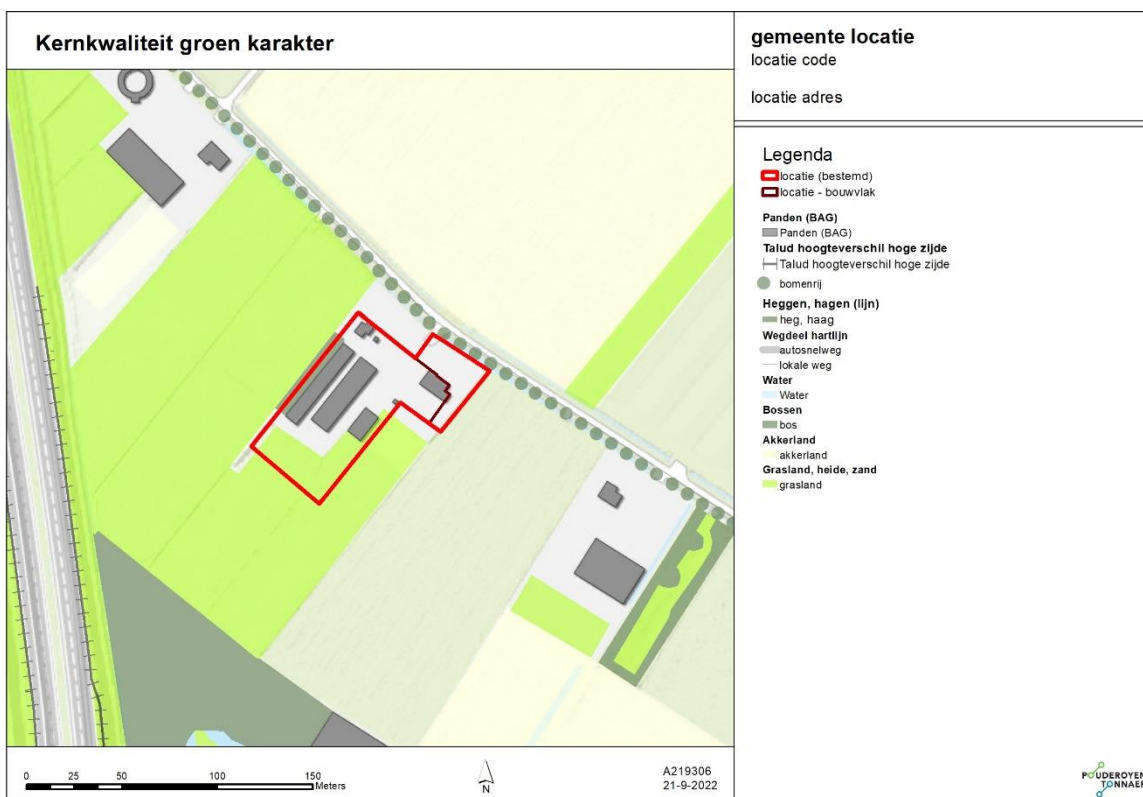 Kernkwaliteit groen karakter
gemeente locatie
locatie code
locatie adres
Legenda
locatie (bestemd)
locatie - bouwvlak
Panden (BAG)
Panden (BAG)
Talud hoogteverschil hoge zijde
Talud hoogteverschil hoge zijde
bomenrij
Heggen, hagen (lijn)
heg, haag
Wegdeel hartlijn
autosnelweg
lokale weg
Water
Water
Bossen
bos
Akkerland
akkerland
Grasland, heide, zand
grasland
0 25 50 100 150
Meters
N
A219306
21-9-2022
POUDEROYEN
TONNAER